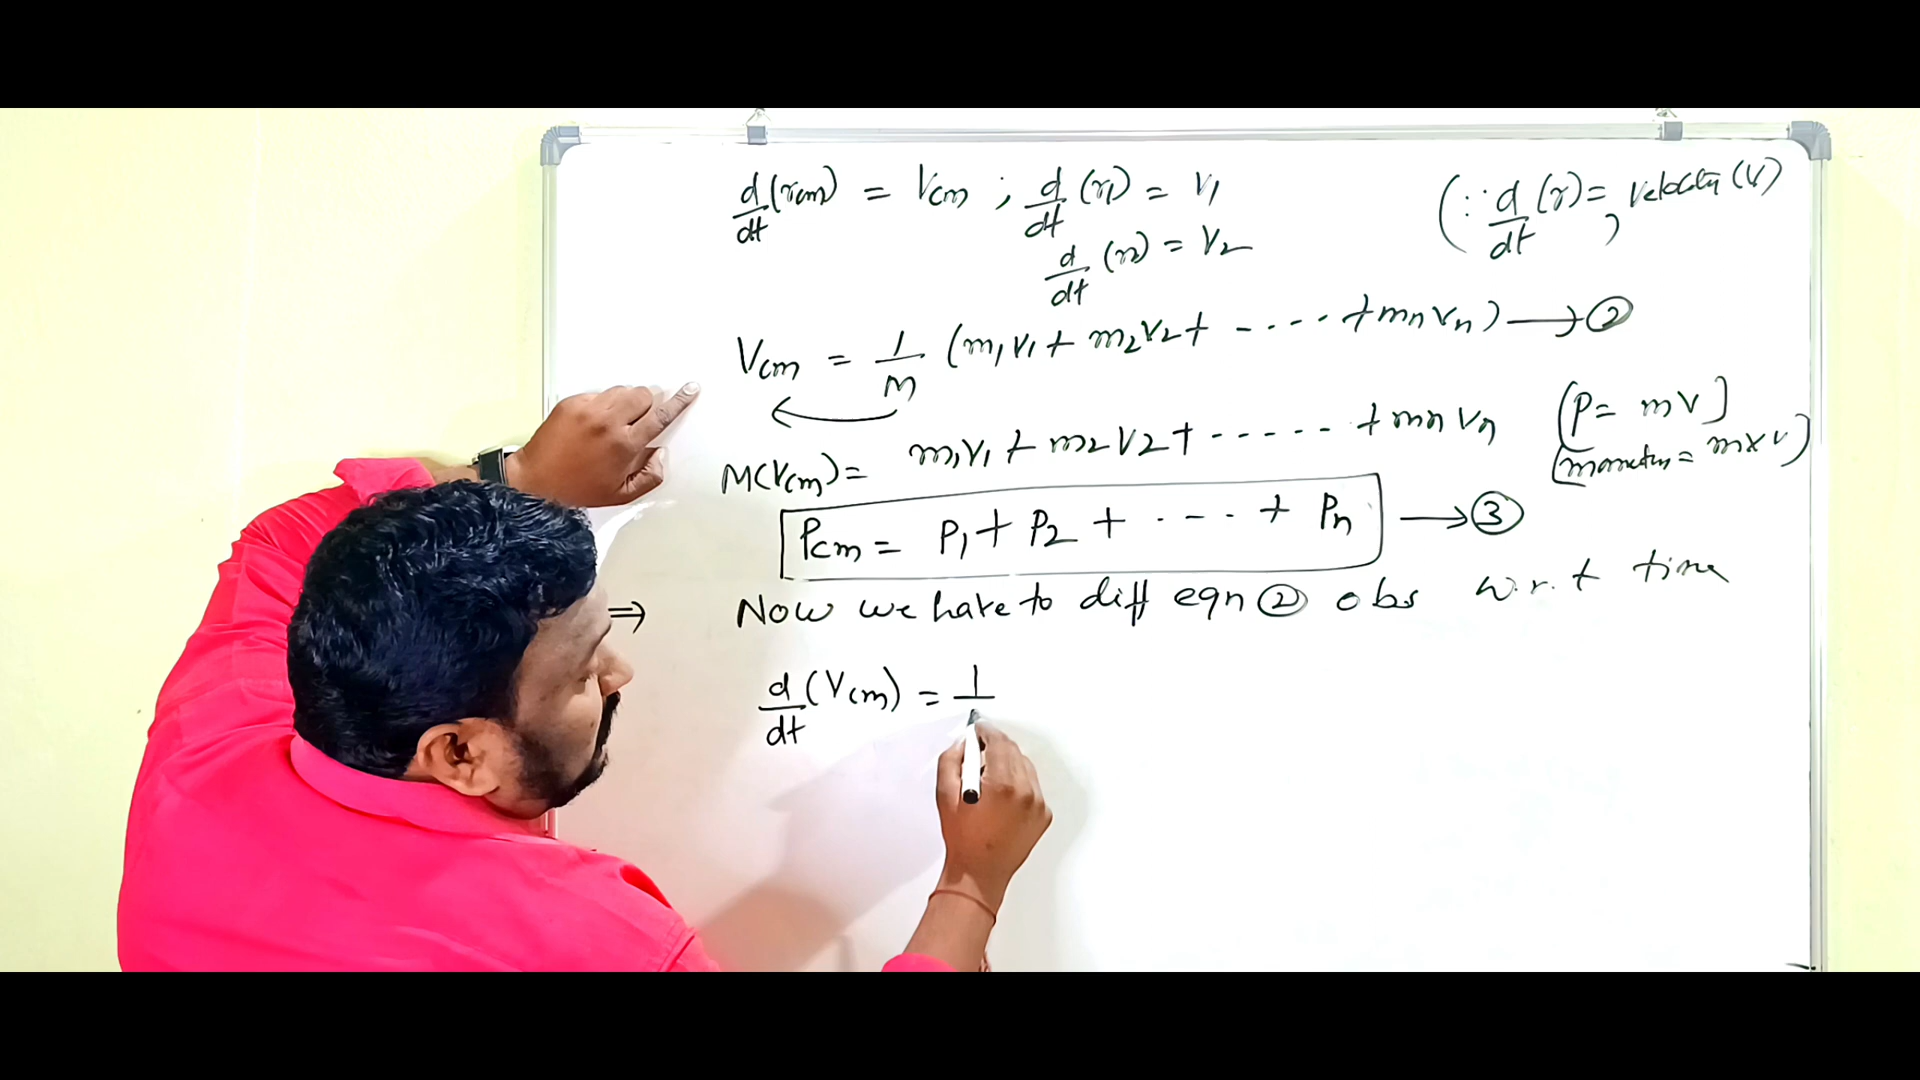 d/dt (rcm) = Vcm ; d/dt (r1) = V1 (∵ d/dt (r) = velocity (V))
d/dt (r2) = V2
Vcm = 1/M (m1V1 + m2V2 + ---- + mnVn) → ②
M(Vcm) = m1V1 + m2V2 + ----- + mnVn (P = mV)
= m×v)
Pcm = P1 + P2 + ---- + Pn → ③
⇒ Now we have to diff eqn ② obs w.r.t time
d/dt (Vcm) = 1/